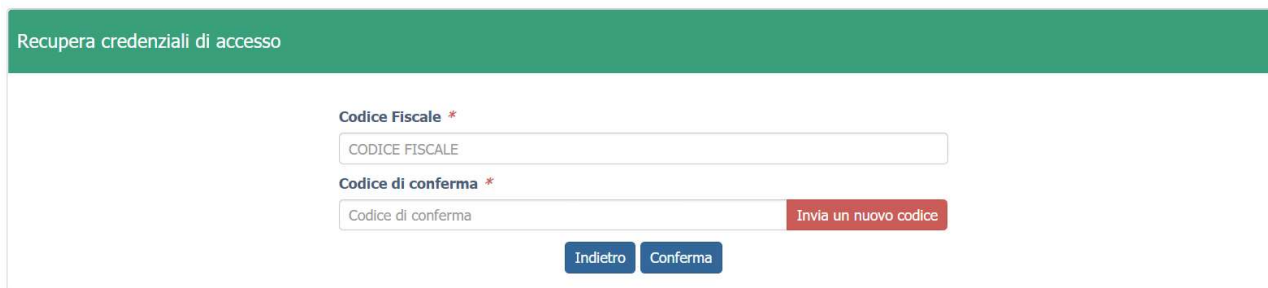 Recupera credenziali di accesso
Codice Fiscale *
CODICE FISCALE
Codice di conferma *
Codice di conferma Invia un nuovo codice
Indietro Conferma